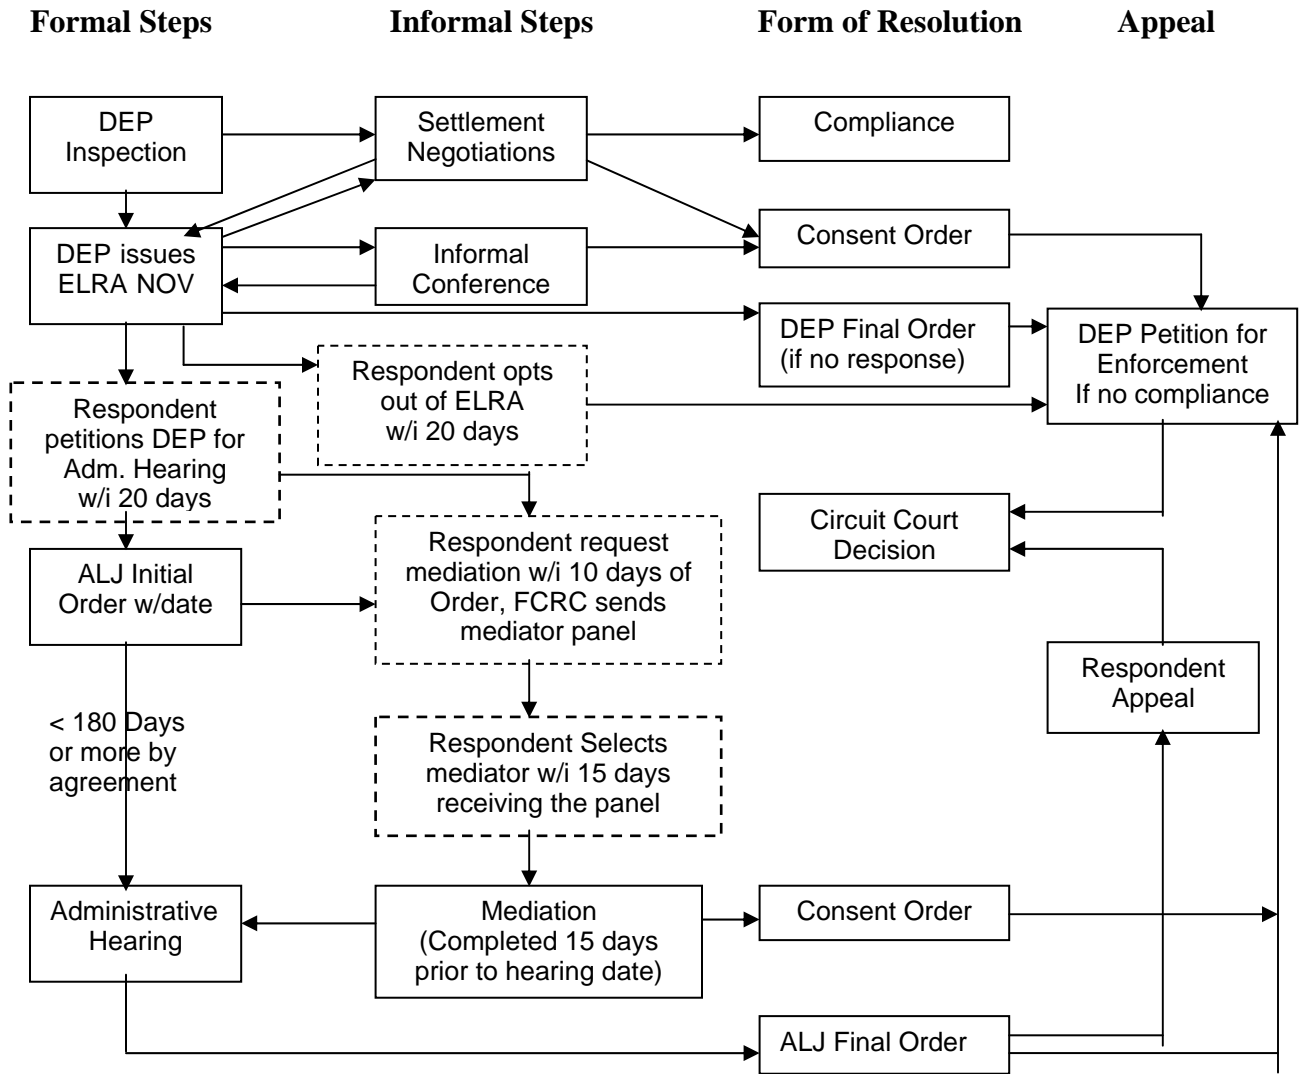 Formal Steps
Informal Steps
Form of Resolution
Appeal
DEP
Inspection
Settlement
Negotiations
Compliance
DEP issues
ELRA NOV
Informal
Conference
Consent Order
DEP Final Order
(if no response)
DEP Petition for
Enforcement
If no compliance
Respondent opts
out of ELRA
w/i 20 days
Respondent
petitions DEP for
Adm. Hearing
w/i 20 days
Circuit Court
Decision
ALJ Initial
Order w/date
Respondent request
mediation w/i 10 days of
Order, FCRC sends
mediator panel
Respondent
Appeal
< 180 Days
or more by
agreement
Respondent Selects
mediator w/i 15 days
receiving the panel
Administrative
Hearing
Mediation
(Completed 15 days
prior to hearing date)
Consent Order
ALJ Final Order